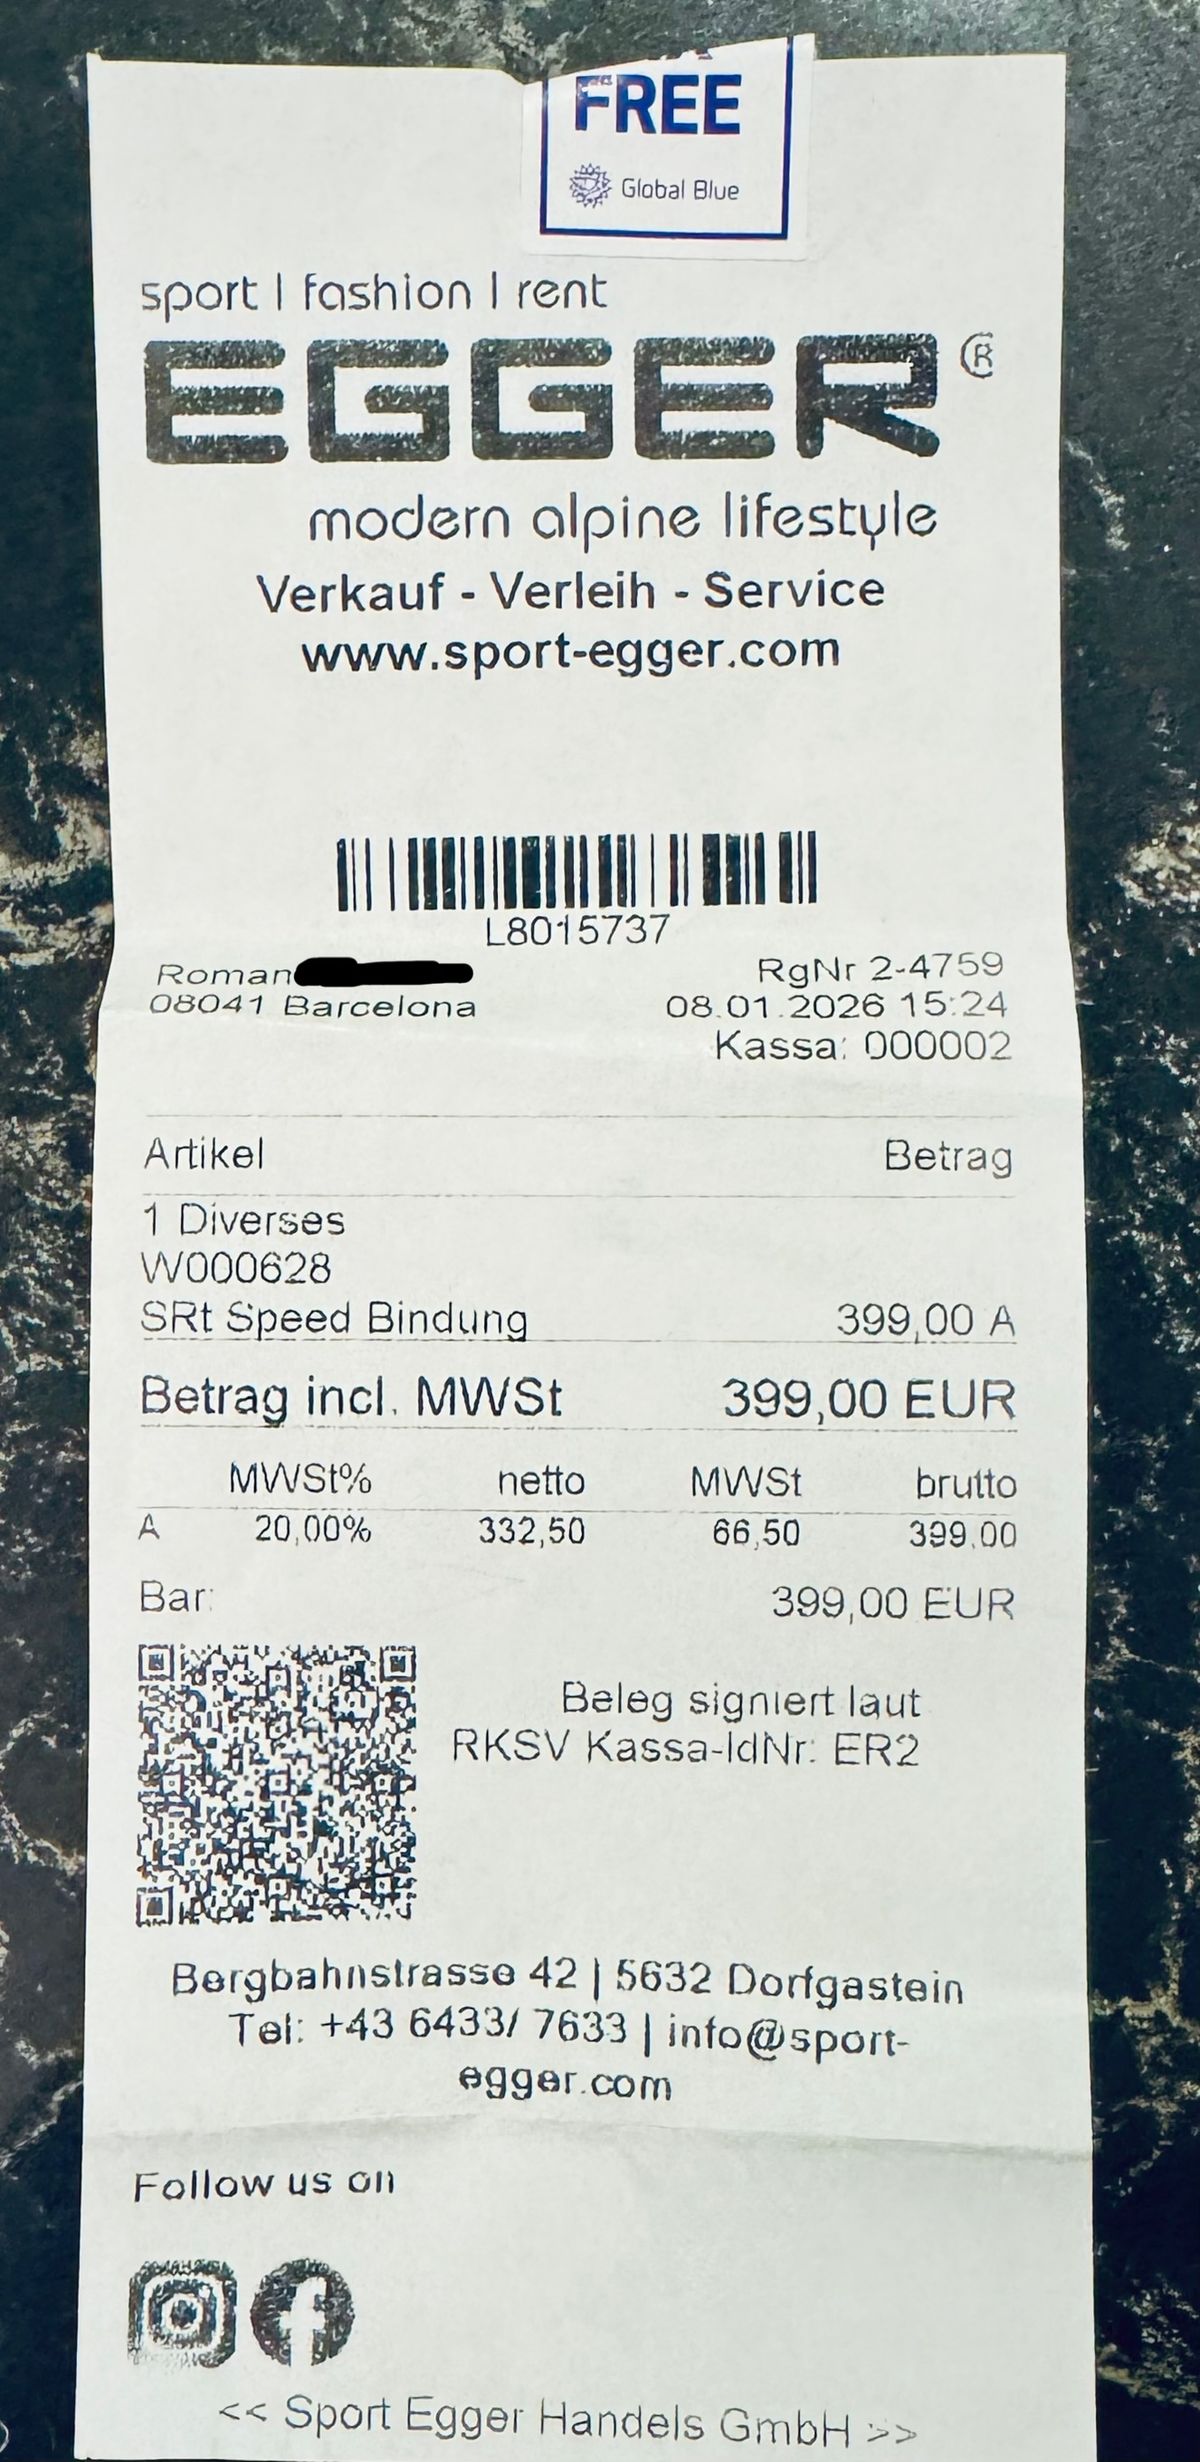 FREE
Global Blue
sport | fashion | rent
EGGER®
modern alpine lifestyle
Verkauf - Verleih - Service
www.sport-egger.com
L8015737
Roman
08041 Barcelona
RgNr 2-4759
08.01.2026 15:24
Kassa: 000002
Artikel Betrag
1 Diverses
W000628
SRt Speed Bindung 399,00 A
Betrag incl. MWSt 399,00 EUR
MWSt% netto MWSt brutto
A 20,00% 332,50 66,50 399,00
Bar: 399,00 EUR
Beleg signiert laut
RKSV Kassa-IdNr: ER2
Bergbahnstrasse 42 | 5632 Dorfgastein
Tel: +43 6433/ 7633 | info@sport-
egger.com
Follow us on
<< Sport Egger Handels GmbH >>